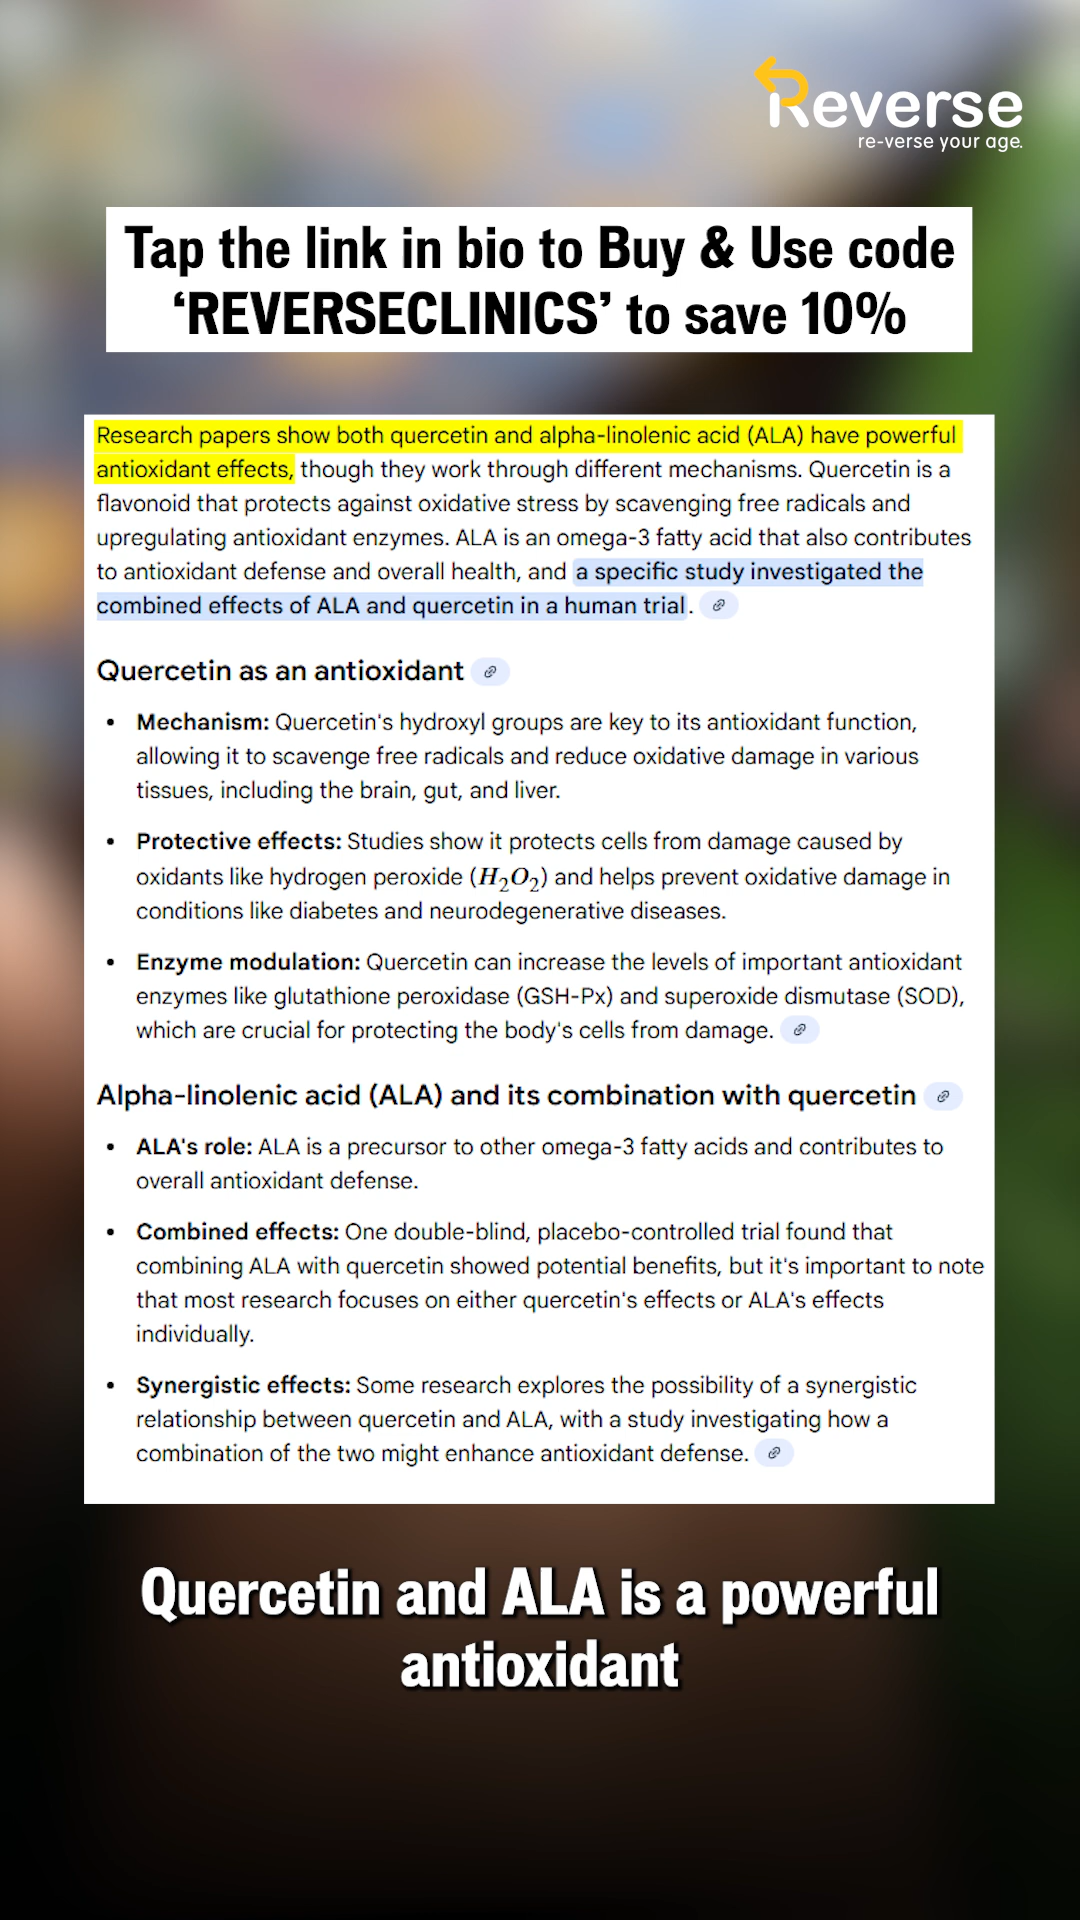 Reverse
re-verse your age.
Tap the link in bio to Buy & Use code
‘REVERSECLINICS’ to save 10%
Research papers show both quercetin and alpha-linolenic acid (ALA) have powerful
antioxidant effects, though they work through different mechanisms. Quercetin is a
flavonoid that protects against oxidative stress by scavenging free radicals and
upregulating antioxidant enzymes. ALA is an omega-3 fatty acid that also contributes
to antioxidant defense and overall health, and a specific study investigated the
combined effects of ALA and quercetin in a human trial.
Quercetin as an antioxidant
• Mechanism: Quercetin's hydroxyl groups are key to its antioxidant function,
allowing it to scavenge free radicals and reduce oxidative damage in various
tissues, including the brain, gut, and liver.
• Protective effects: Studies show it protects cells from damage caused by
oxidants like hydrogen peroxide (H₂O₂) and helps prevent oxidative damage in
conditions like diabetes and neurodegenerative diseases.
• Enzyme modulation: Quercetin can increase the levels of important antioxidant
enzymes like glutathione peroxidase (GSH-Px) and superoxide dismutase (SOD),
which are crucial for protecting the body's cells from damage.
Alpha-linolenic acid (ALA) and its combination with quercetin
• ALA's role: ALA is a precursor to other omega-3 fatty acids and contributes to
overall antioxidant defense.
• Combined effects: One double-blind, placebo-controlled trial found that
combining ALA with quercetin showed potential benefits, but it's important to note
that most research focuses on either quercetin's effects or ALA's effects
individually.
• Synergistic effects: Some research explores the possibility of a synergistic
relationship between quercetin and ALA, with a study investigating how a
combination of the two might enhance antioxidant defense.
Quercetin and ALA is a powerful
antioxidant